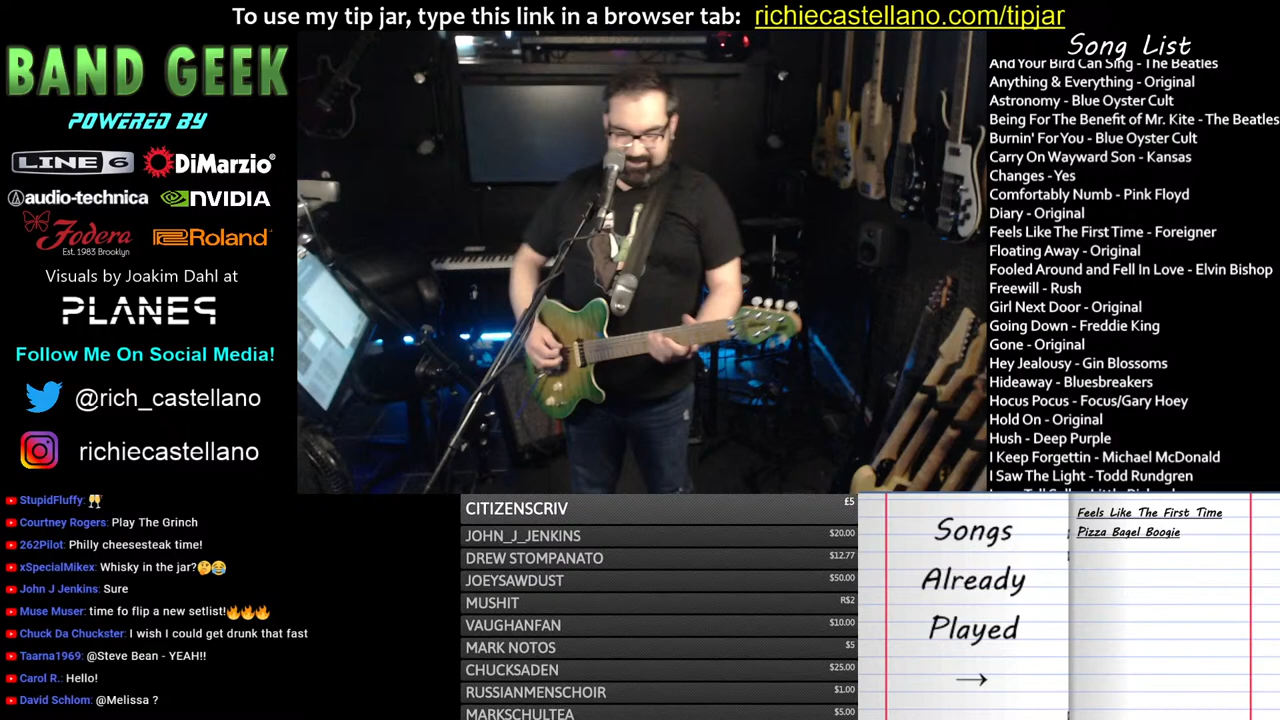 To use my tip jar, type this link in a browser tab: richiecastellano.com/tipjar
BAND GEEK
POWERED BY
LINE 6 DiMarzio
audio-technica NVIDIA
Fodera Roland
Est. 1983 Brooklyn
Visuals by Joakim Dahl at
PLANE9
Follow Me On Social Media!
@rich_castellano
richiecastellano
StupidFluffy:
Courtney Rogers: Play The Grinch
262Pilot: Philly cheesesteak time!
xSpecialMikex: Whisky in the jar?🤔😂
John J Jenkins: Sure
Muse Muser: time fo flip a new setlist!🔥🔥🔥
Chuck Da Chuckster: I wish I could get drunk that fast
Taarna1969: @Steve Bean - YEAH!!
Carol R.: Hello!
David Schlom: @Melissa ?
CITIZENSCRIV £5
JOHN_J_JENKINS $20.00
DREW STOMPANATO $12.77
JOEYSAWDUST $50.00
MUSHIT R$2
VAUGHANFAN $10.00
MARK NOTOS $5
CHUCKSADEN $25.00
RUSSIANMENSCHOIR $1.00
MARKSCHULTEA $5.00
Song List
And Your Bird Can Sing - The Beatles
Anything & Everything - Original
Astronomy - Blue Oyster Cult
Being For The Benefit of Mr. Kite - The Beatles
Burnin' For You - Blue Oyster Cult
Carry On Wayward Son - Kansas
Changes - Yes
Comfortably Numb - Pink Floyd
Diary - Original
Feels Like The First Time - Foreigner
Floating Away - Original
Fooled Around and Fell In Love - Elvin Bishop
Freewill - Rush
Girl Next Door - Original
Going Down - Freddie King
Gone - Original
Hey Jealousy - Gin Blossoms
Hideaway - Bluesbreakers
Hocus Pocus - Focus/Gary Hoey
Hold On - Original
Hush - Deep Purple
I Keep Forgettin - Michael McDonald
I Saw The Light - Todd Rundgren
Songs
Already
Played
→
Feels Like The First Time
Pizza Bagel Boogie